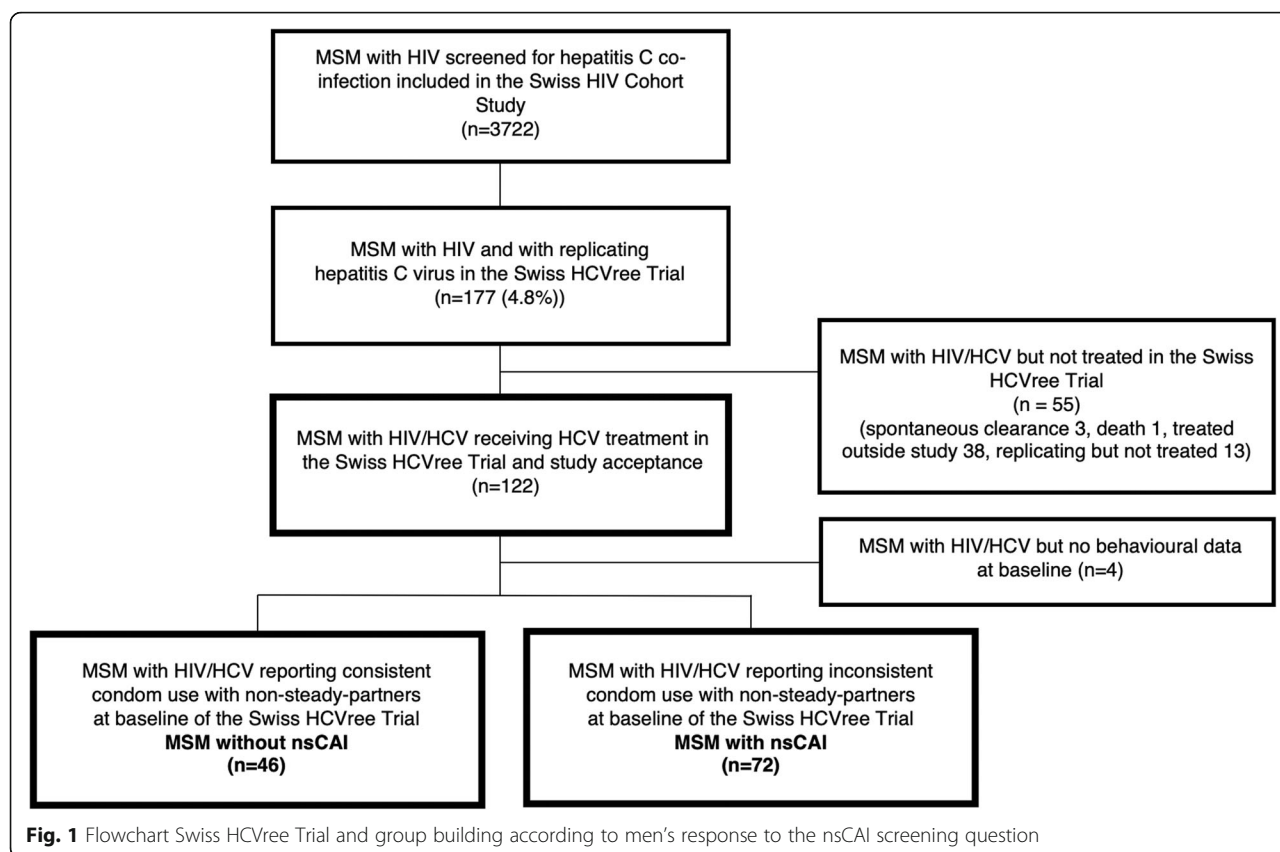 MSM with HIV screened for hepatitis C co-
infection included in the Swiss HIV Cohort
Study
(n=3722)
MSM with HIV and with replicating
hepatitis C virus in the Swiss HCVree Trial
(n=177 (4.8%))
MSM with HIV/HCV but not treated in the Swiss
HCVree Trial
(n = 55)
(spontaneous clearance 3, death 1, treated
outside study 38, replicating but not treated 13)
MSM with HIV/HCV receiving HCV treatment in
the Swiss HCVree Trial and study acceptance
(n=122)
MSM with HIV/HCV but no behavioural data
at baseline (n=4)
MSM with HIV/HCV reporting consistent
condom use with non-steady-partners
at baseline of the Swiss HCVree Trial
MSM without nsCAI
(n=46)
MSM with HIV/HCV reporting inconsistent
condom use with non-steady-partners
at baseline of the Swiss HCVree Trial
MSM with nsCAI
(n=72)
Fig. 1 Flowchart Swiss HCVree Trial and group building according to men's response to the nsCAI screening question